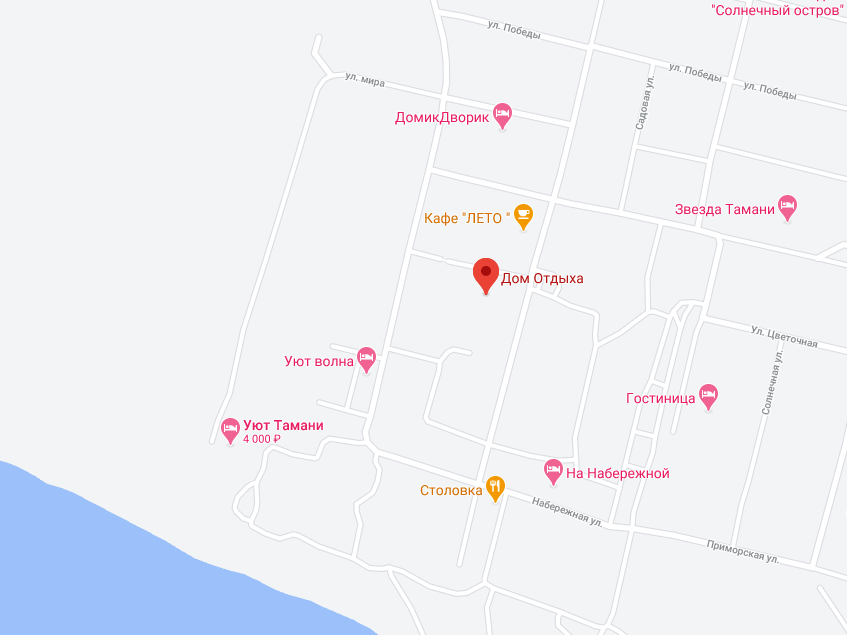 "Солнечный остров"
ул. Победы
ул. Победы
ул. Победы
ул. мира
Садовая ул.
ДомикДворик
Звезда Тамани
Кафе "ЛЕТО "
Дом Отдыха
Ул. Цветочная
Уют волна
Солнечная ул.
Гостиница
Уют Тамани
4 000 ₽
На Набережной
Столовка
Набережная ул.
Приморская ул.